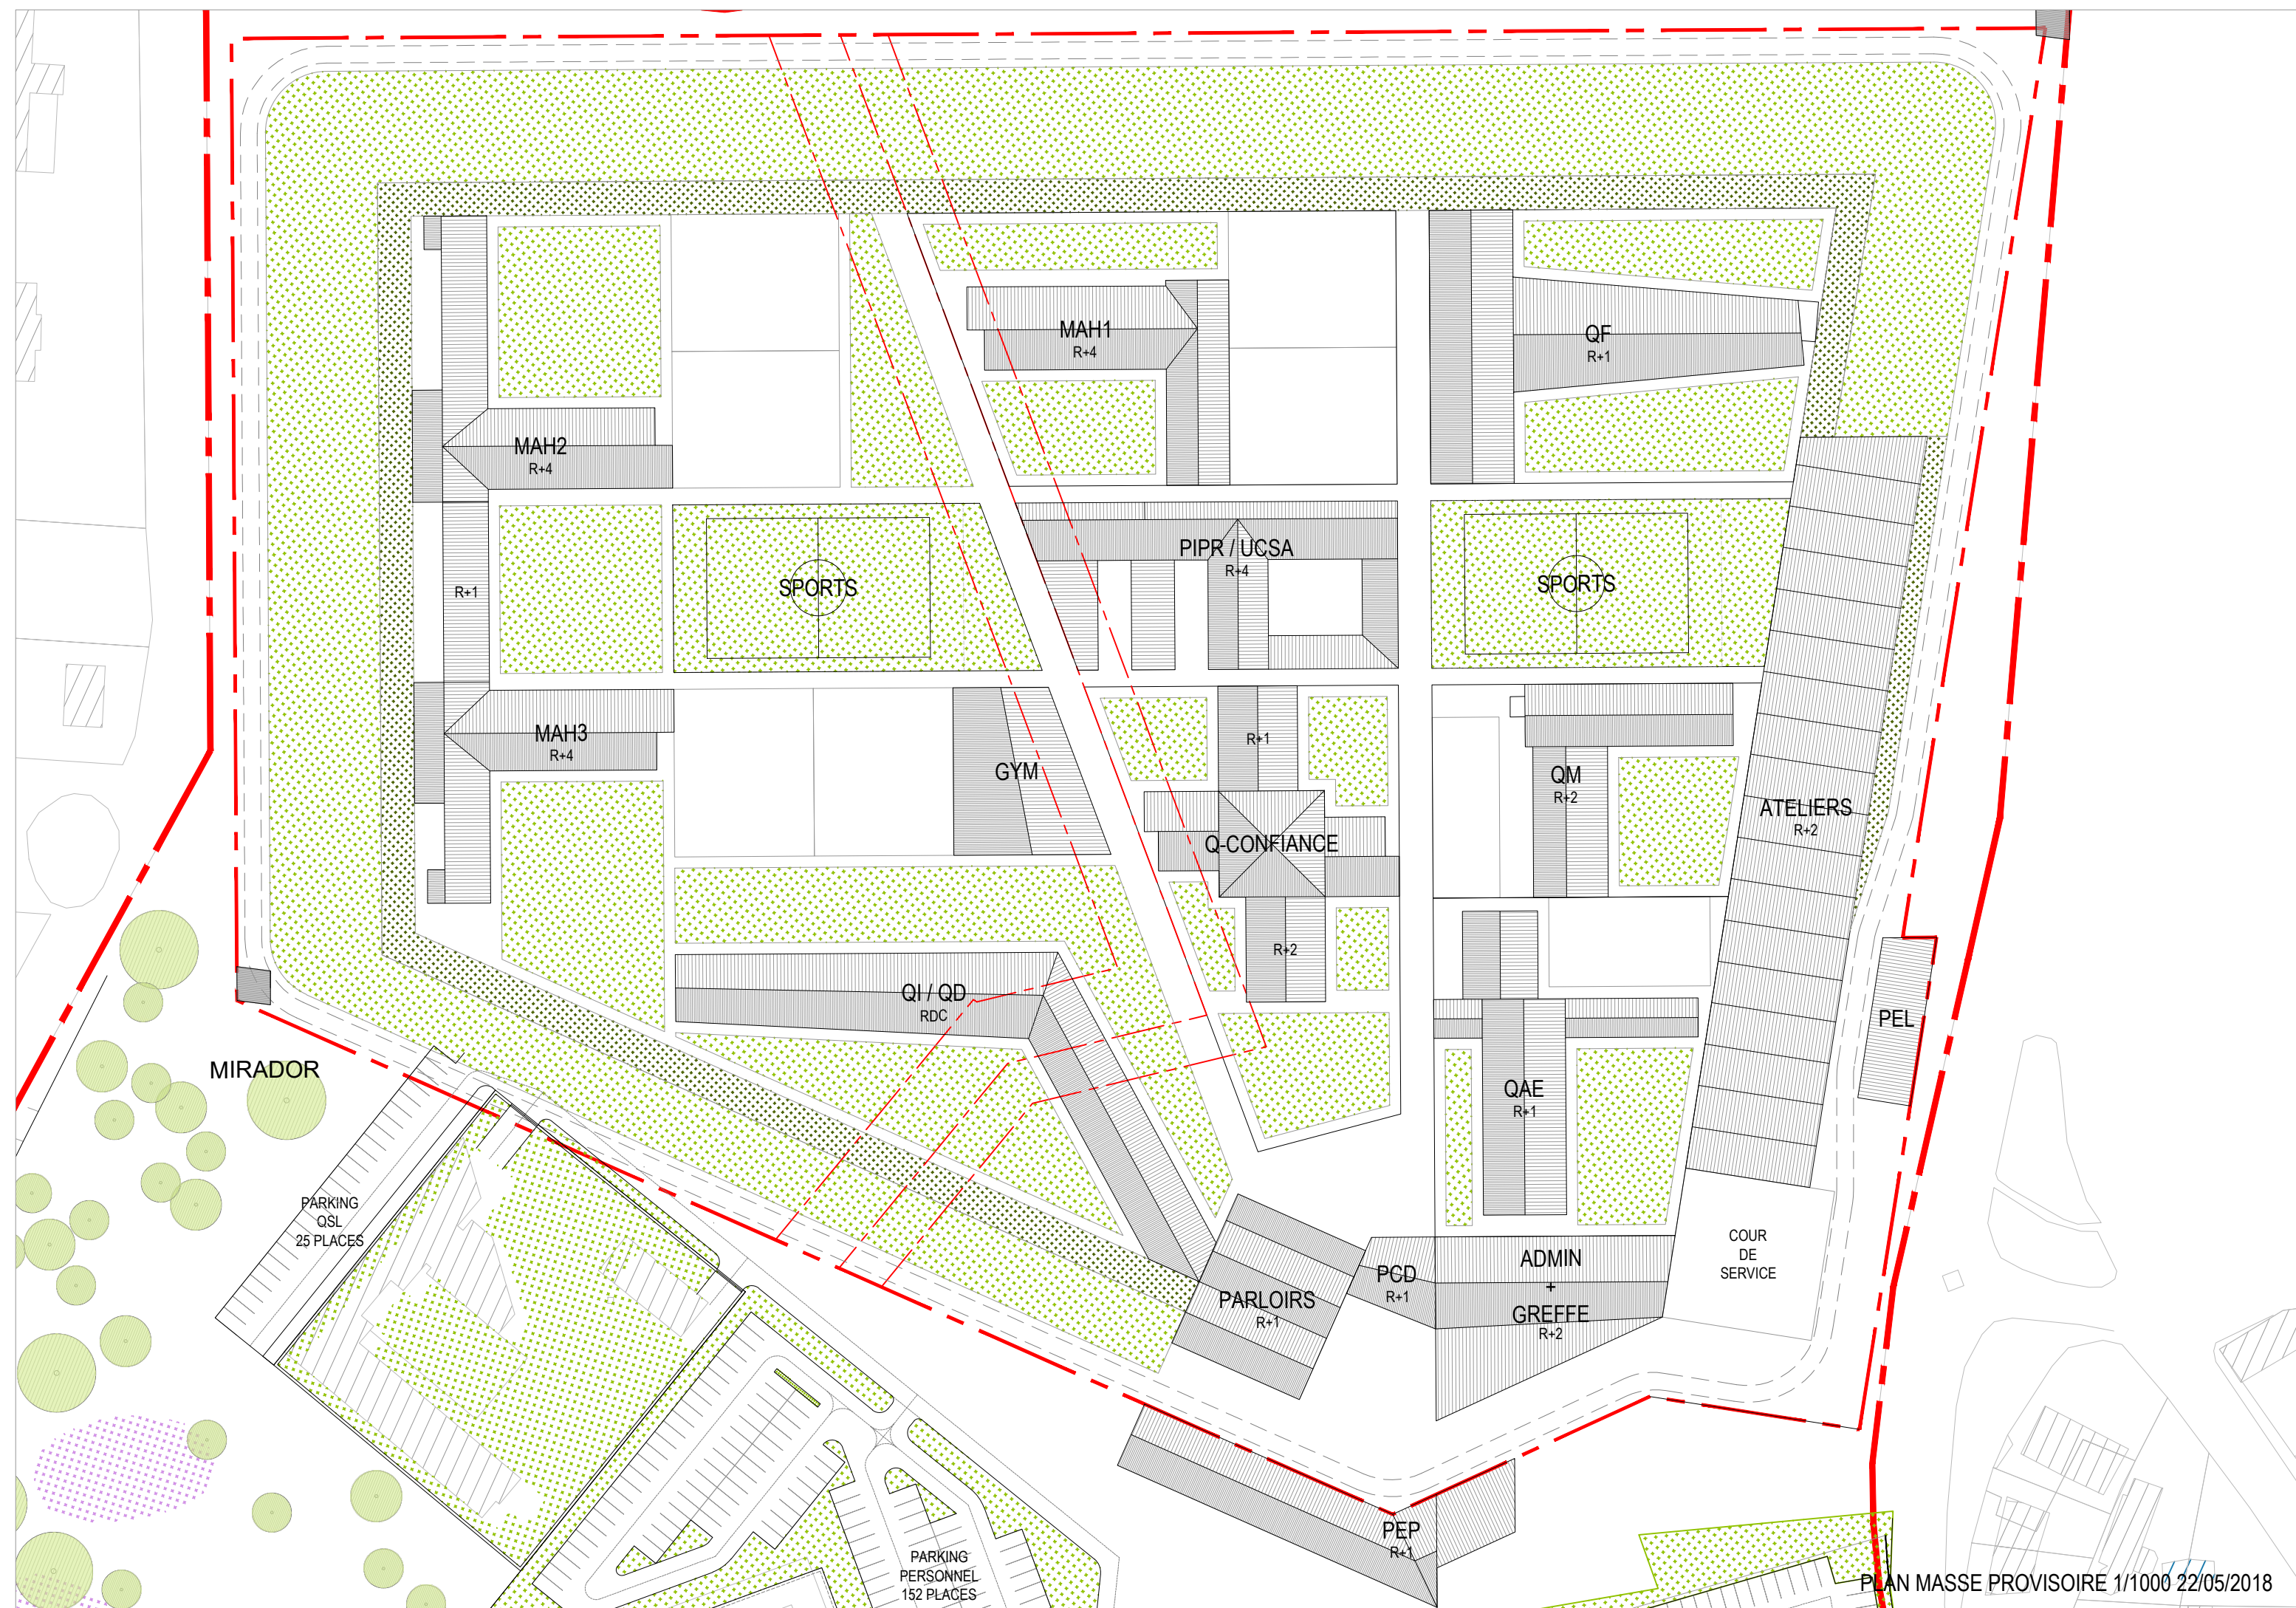 MAH1
R+4
QF
R+1
MAH2
R+4
PIPR / UCSA
R+4
SPORTS
SPORTS
R+1
MAH3
R+4
GYM
R+1
QM
R+2
ATELIERS
R+2
Q-CONFIANCE
R+2
QI / QD
RDC
PEL
MIRADOR
QAE
R+1
PARKING
QSL
25 PLACES
COUR
DE
SERVICE
ADMIN
+
GREFFE
R+2
PCD
R+1
PARLOIRS
R+1
PEP
R+1
PARKING
PERSONNEL
152 PLACES
PLAN MASSE PROVISOIRE 1/1000 22/05/2018